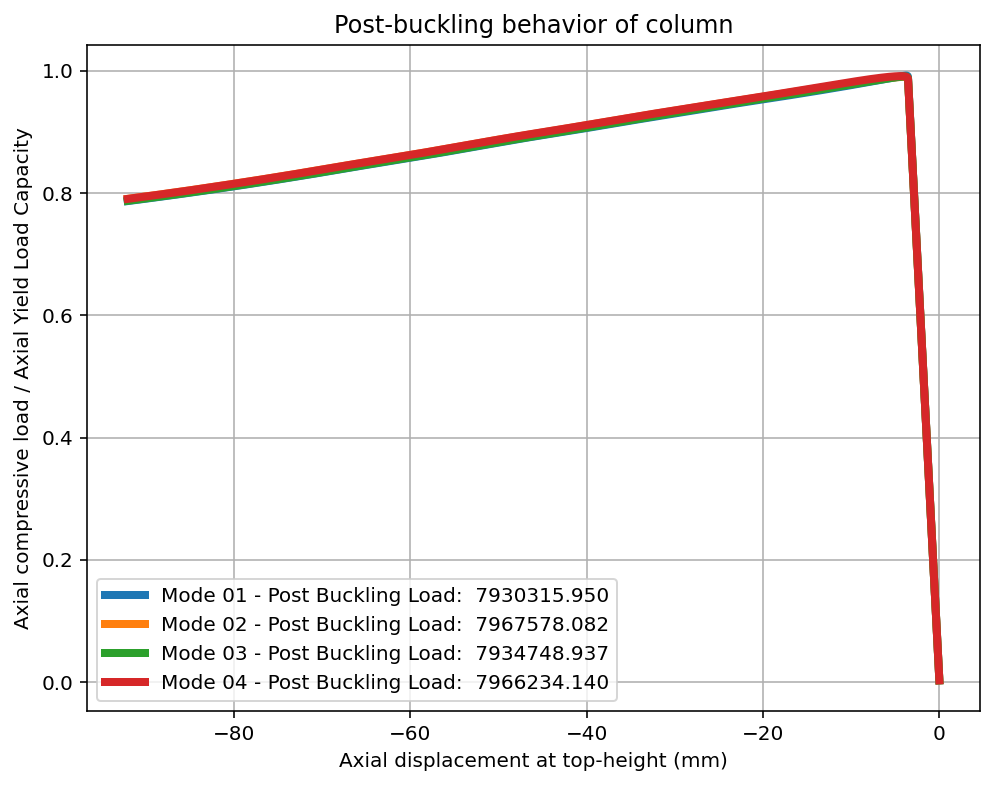 Post-buckling behavior of column
Axial compressive load / Axial Yield Load Capacity
1.0
0.8
0.6
0.4
0.2
0.0
Mode 01 - Post Buckling Load:  7930315.950
Mode 02 - Post Buckling Load:  7967578.082
Mode 03 - Post Buckling Load:  7934748.937
Mode 04 - Post Buckling Load:  7966234.140
−80 −60 −40 −20 0
Axial displacement at top-height (mm)